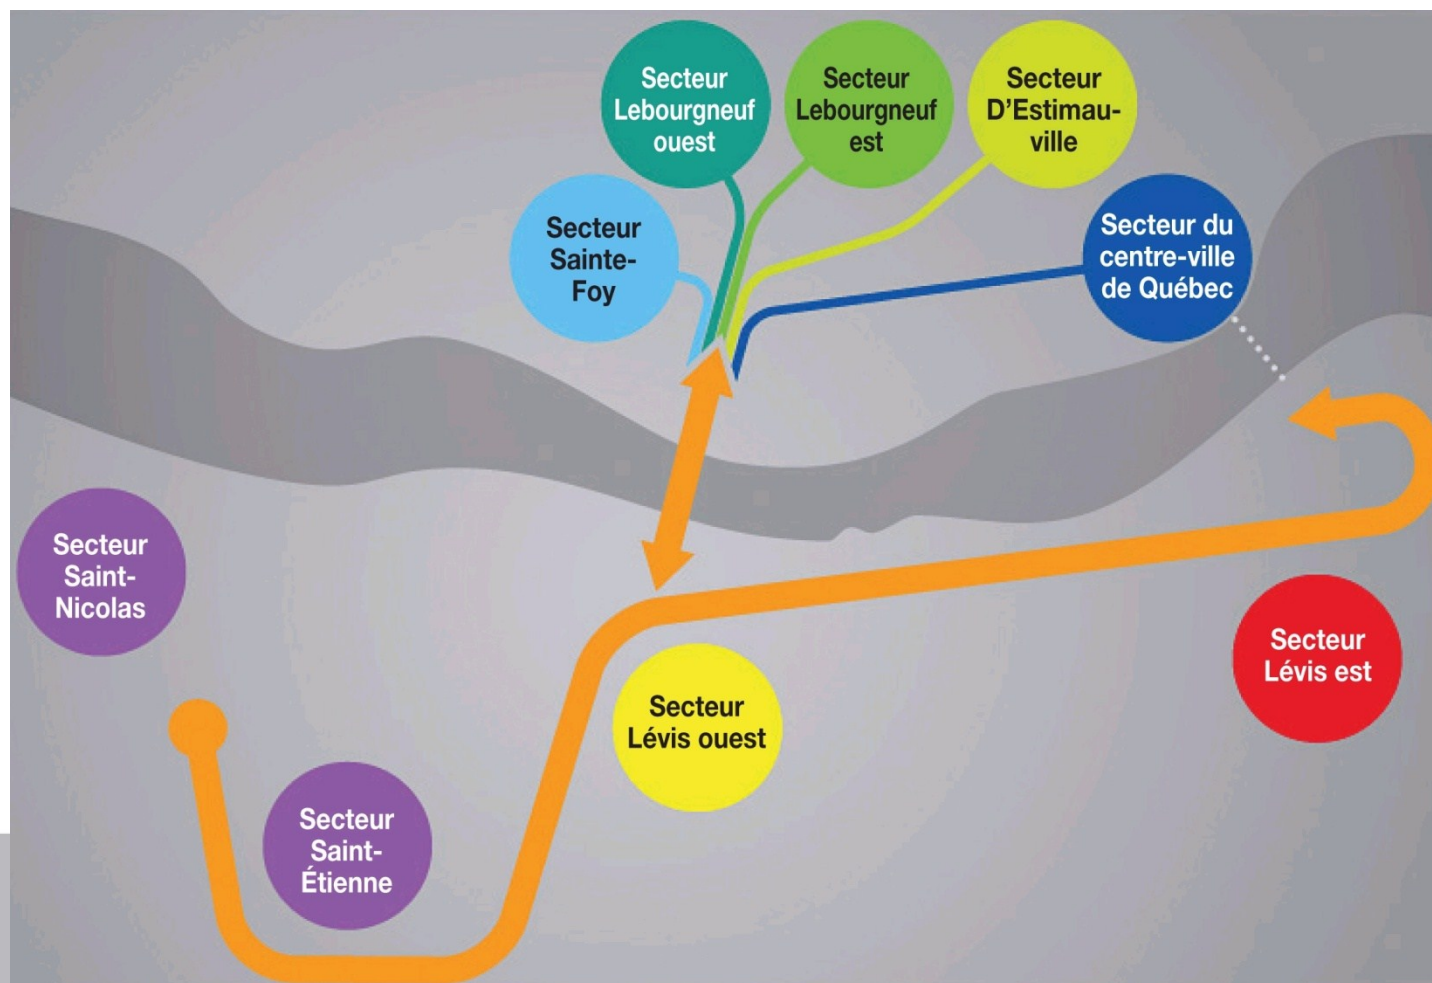 Secteur
Lebourgneuf
ouest
Secteur
Lebourgneuf
est
Secteur
D'Estimau-
ville
Secteur
Sainte-
Foy
Secteur du
centre-ville
de Québec
Secteur
Saint-
Nicolas
Secteur
Lévis est
Secteur
Lévis ouest
Secteur
Saint-
Étienne